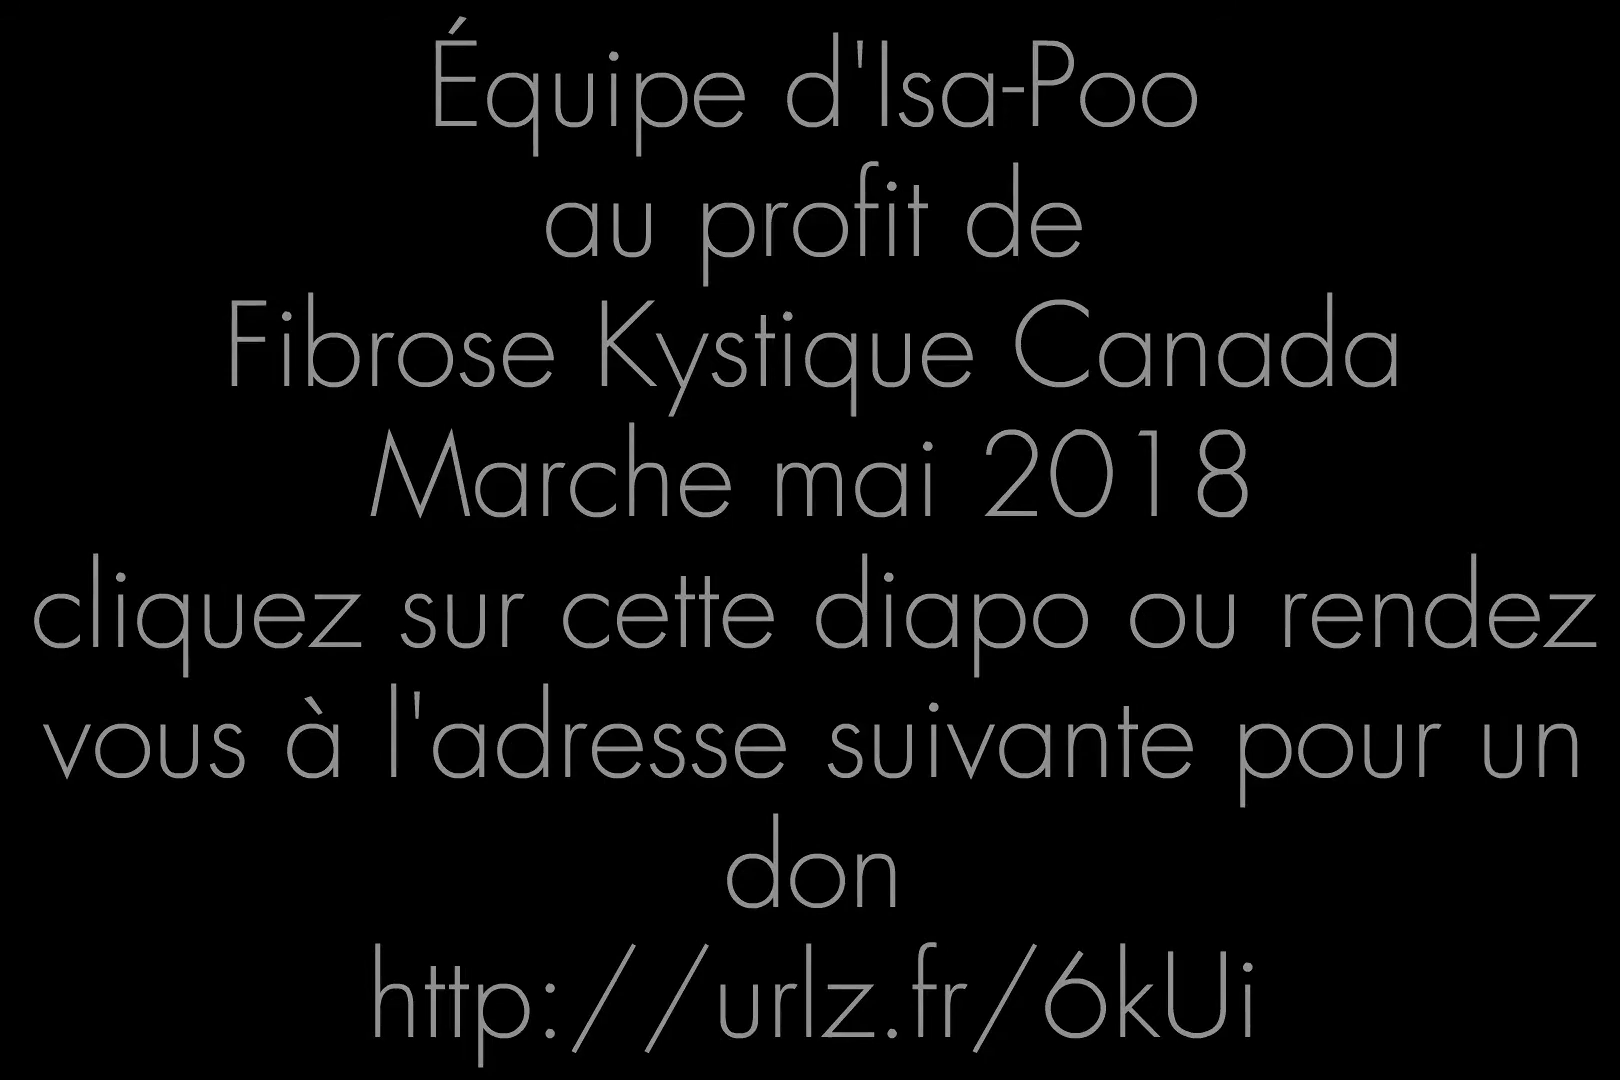 Équipe d'Isa-Poo
au profit de
Fibrose Kystique Canada
Marche mai 2018
cliquez sur cette diapo ou rendez
vous à l'adresse suivante pour un
don
http://urlz.fr/6kUi